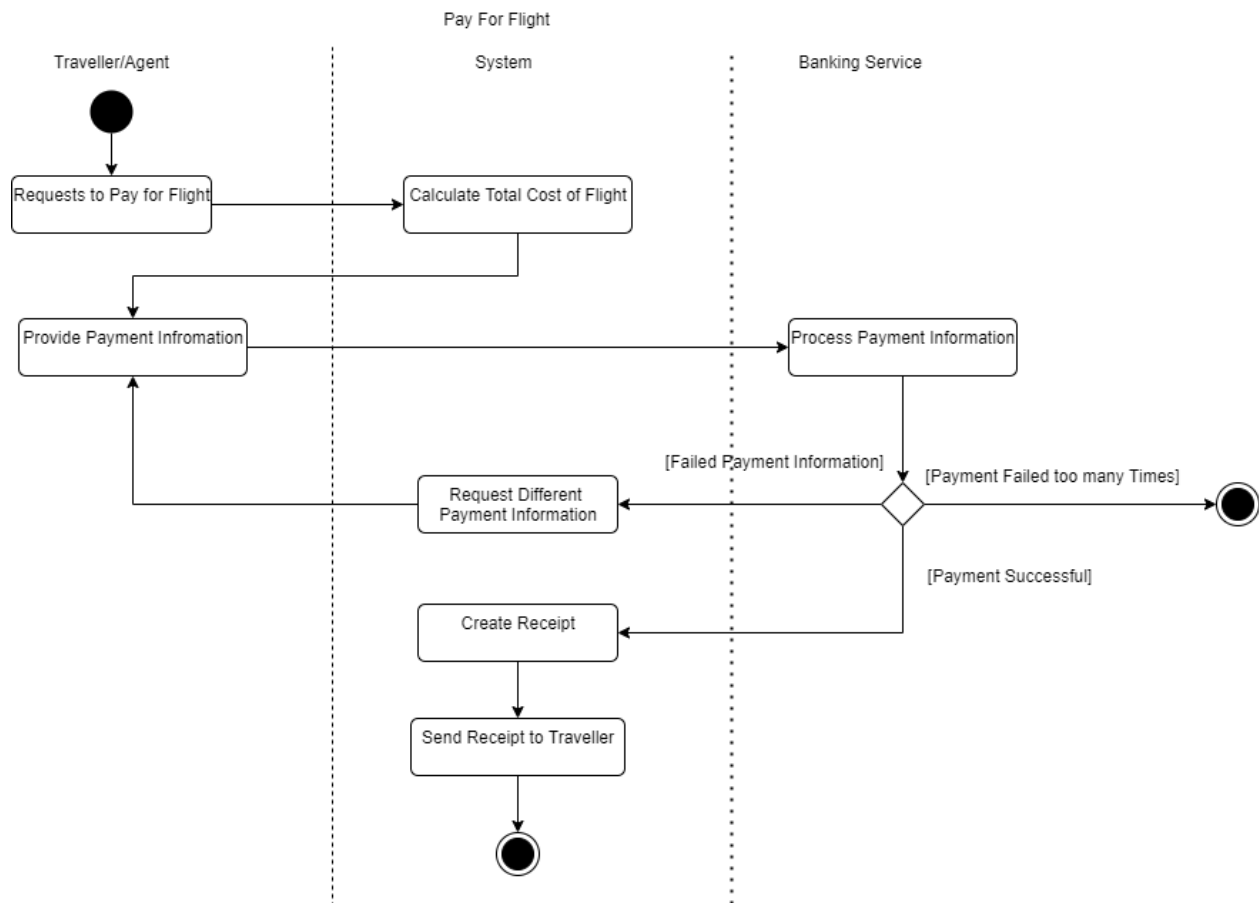 Pay For Flight
Traveller/Agent
System
Banking Service
Requests to Pay for Flight
Calculate Total Cost of Flight
Provide Payment Infromation
Process Payment Information
[Failed Payment Information]
[Payment Failed too many Times]
Request Different
Payment Information
[Payment Successful]
Create Receipt
Send Receipt to Traveller